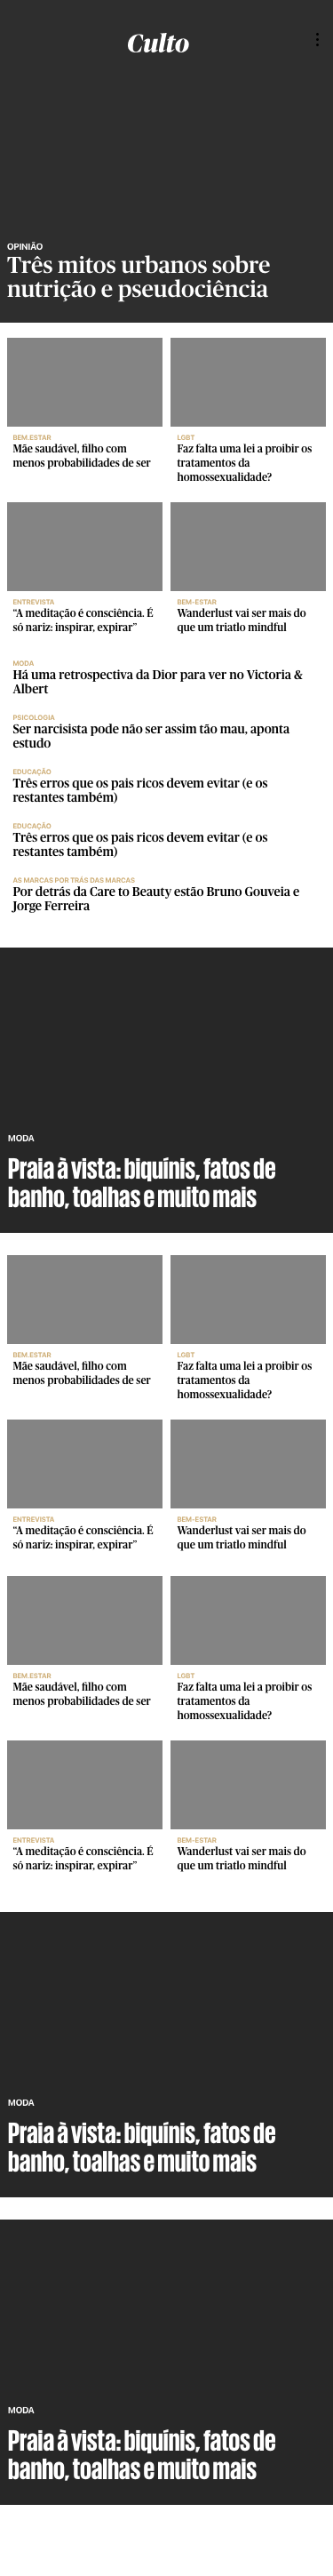 Culto
OPINIÃO
Três mitos urbanos sobre
nutrição e pseudociência
BEM.ESTAR
Mãe saudável, filho com
menos probabilidades de ser
LGBT
Faz falta uma lei a proibir os
tratamentos da
homossexualidade?
ENTREVISTA
“A meditação é consciência. É
só nariz: inspirar, expirar”
BEM-ESTAR
Wanderlust vai ser mais do
que um triatlo mindful
MODA
Há uma retrospectiva da Dior para ver no Victoria &
Albert
PSICOLOGIA
Ser narcisista pode não ser assim tão mau, aponta
estudo
EDUCAÇÃO
Três erros que os pais ricos devem evitar (e os
restantes também)
EDUCAÇÃO
Três erros que os pais ricos devem evitar (e os
restantes também)
AS MARCAS POR TRÁS DAS MARCAS
Por detrás da Care to Beauty estão Bruno Gouveia e
Jorge Ferreira
MODA
Praia à vista: biquínis, fatos de
banho, toalhas e muito mais
BEM.ESTAR
Mãe saudável, filho com
menos probabilidades de ser
LGBT
Faz falta uma lei a proibir os
tratamentos da
homossexualidade?
ENTREVISTA
“A meditação é consciência. É
só nariz: inspirar, expirar”
BEM-ESTAR
Wanderlust vai ser mais do
que um triatlo mindful
BEM.ESTAR
Mãe saudável, filho com
menos probabilidades de ser
LGBT
Faz falta uma lei a proibir os
tratamentos da
homossexualidade?
ENTREVISTA
“A meditação é consciência. É
só nariz: inspirar, expirar”
BEM-ESTAR
Wanderlust vai ser mais do
que um triatlo mindful
MODA
Praia à vista: biquínis, fatos de
banho, toalhas e muito mais
MODA
Praia à vista: biquínis, fatos de
banho, toalhas e muito mais